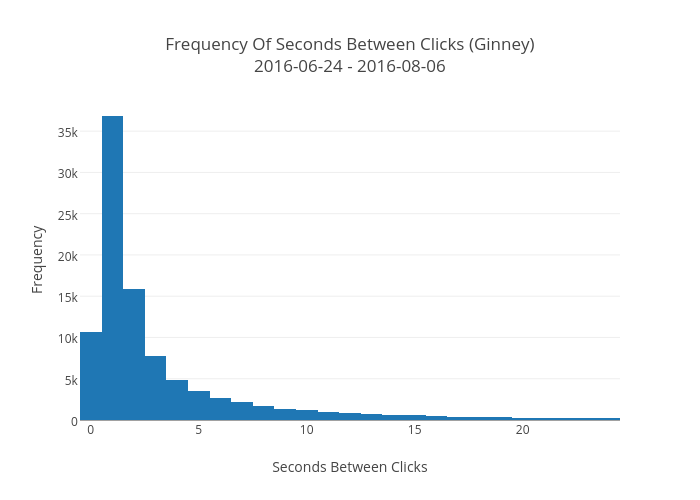 Frequency Of Seconds Between Clicks (Ginney)
2016-06-24 - 2016-08-06
35k
30k
25k
20k
15k
10k
5k
0
Frequency
0 5 10 15 20
Seconds Between Clicks